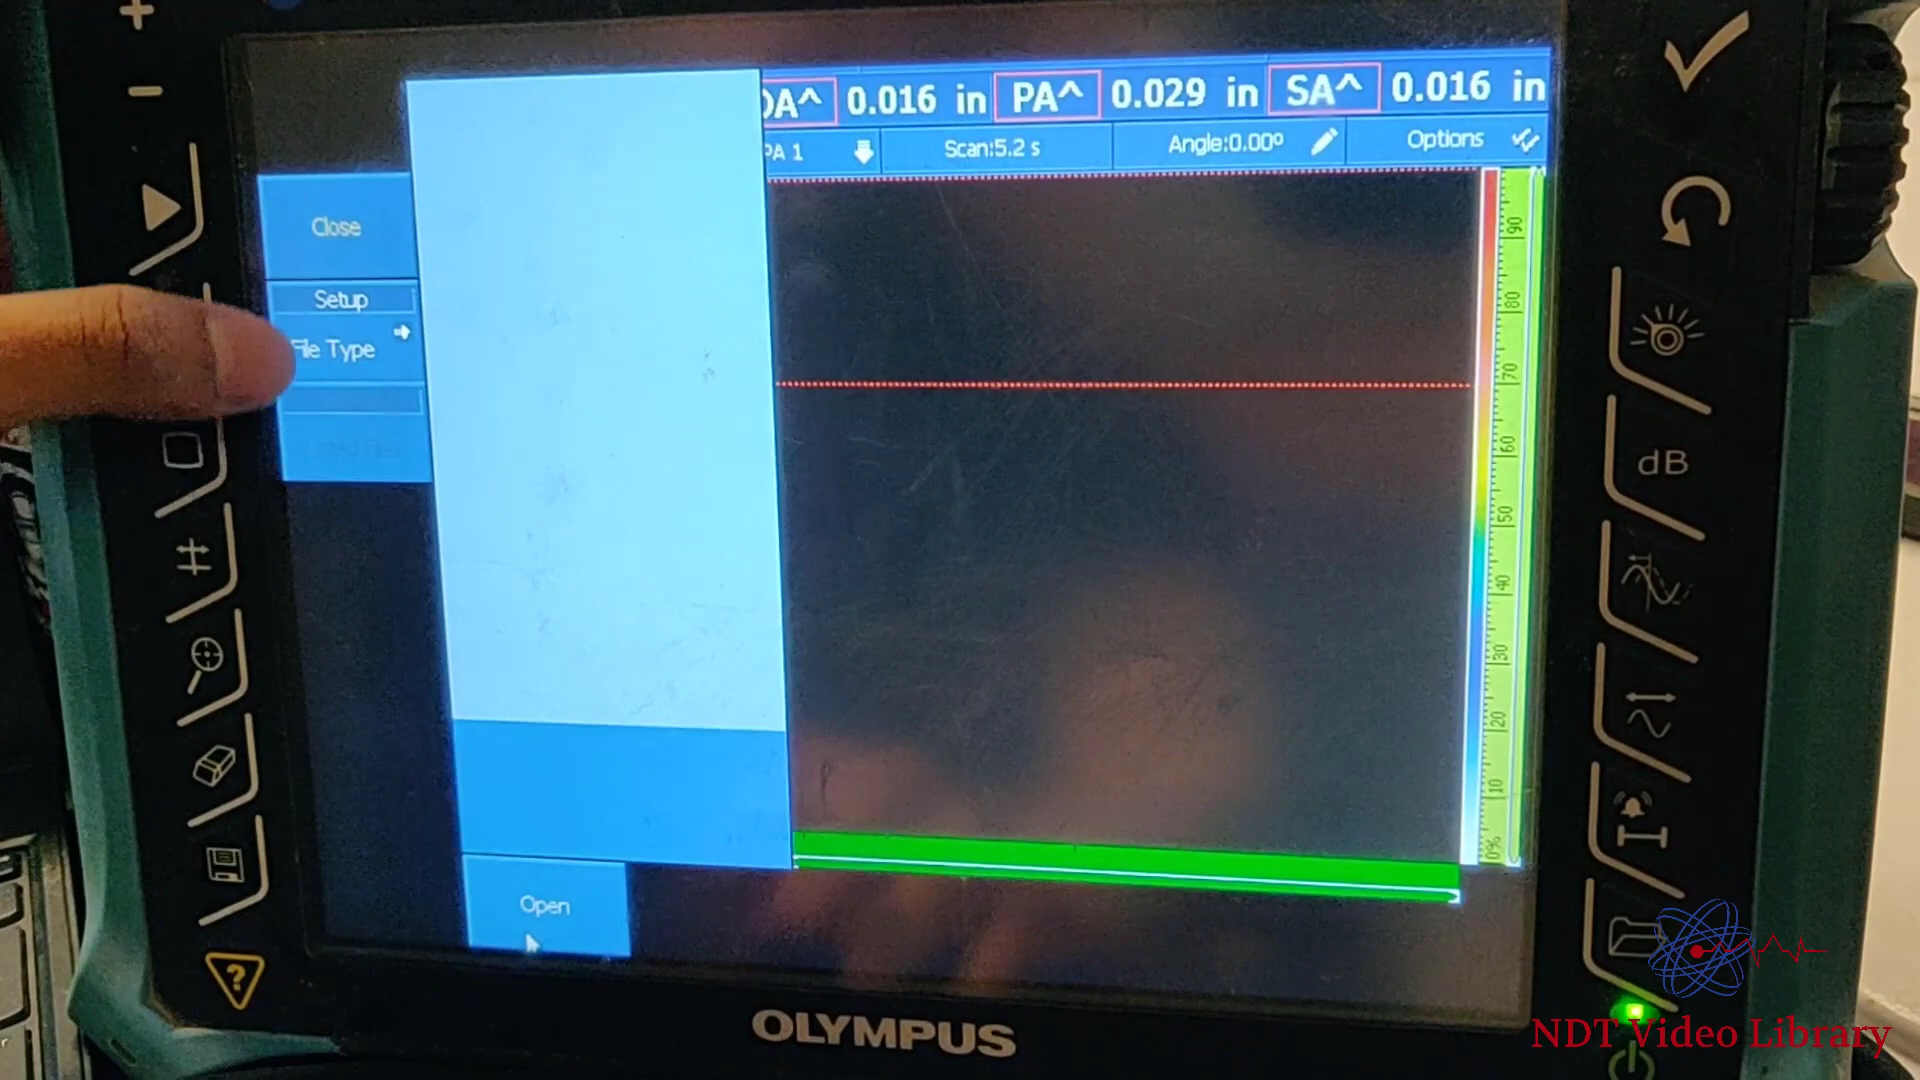 DA^ 0.016 in PA^ 0.029 in SA^ 0.016 in
PA 1 Scan:5.2 s Angle:0.00º Options
Close
Setup
File Type
Open
90
80
70
60
50
40
30
20
10
0%
dB
?
OLYMPUS
NDT Video Library